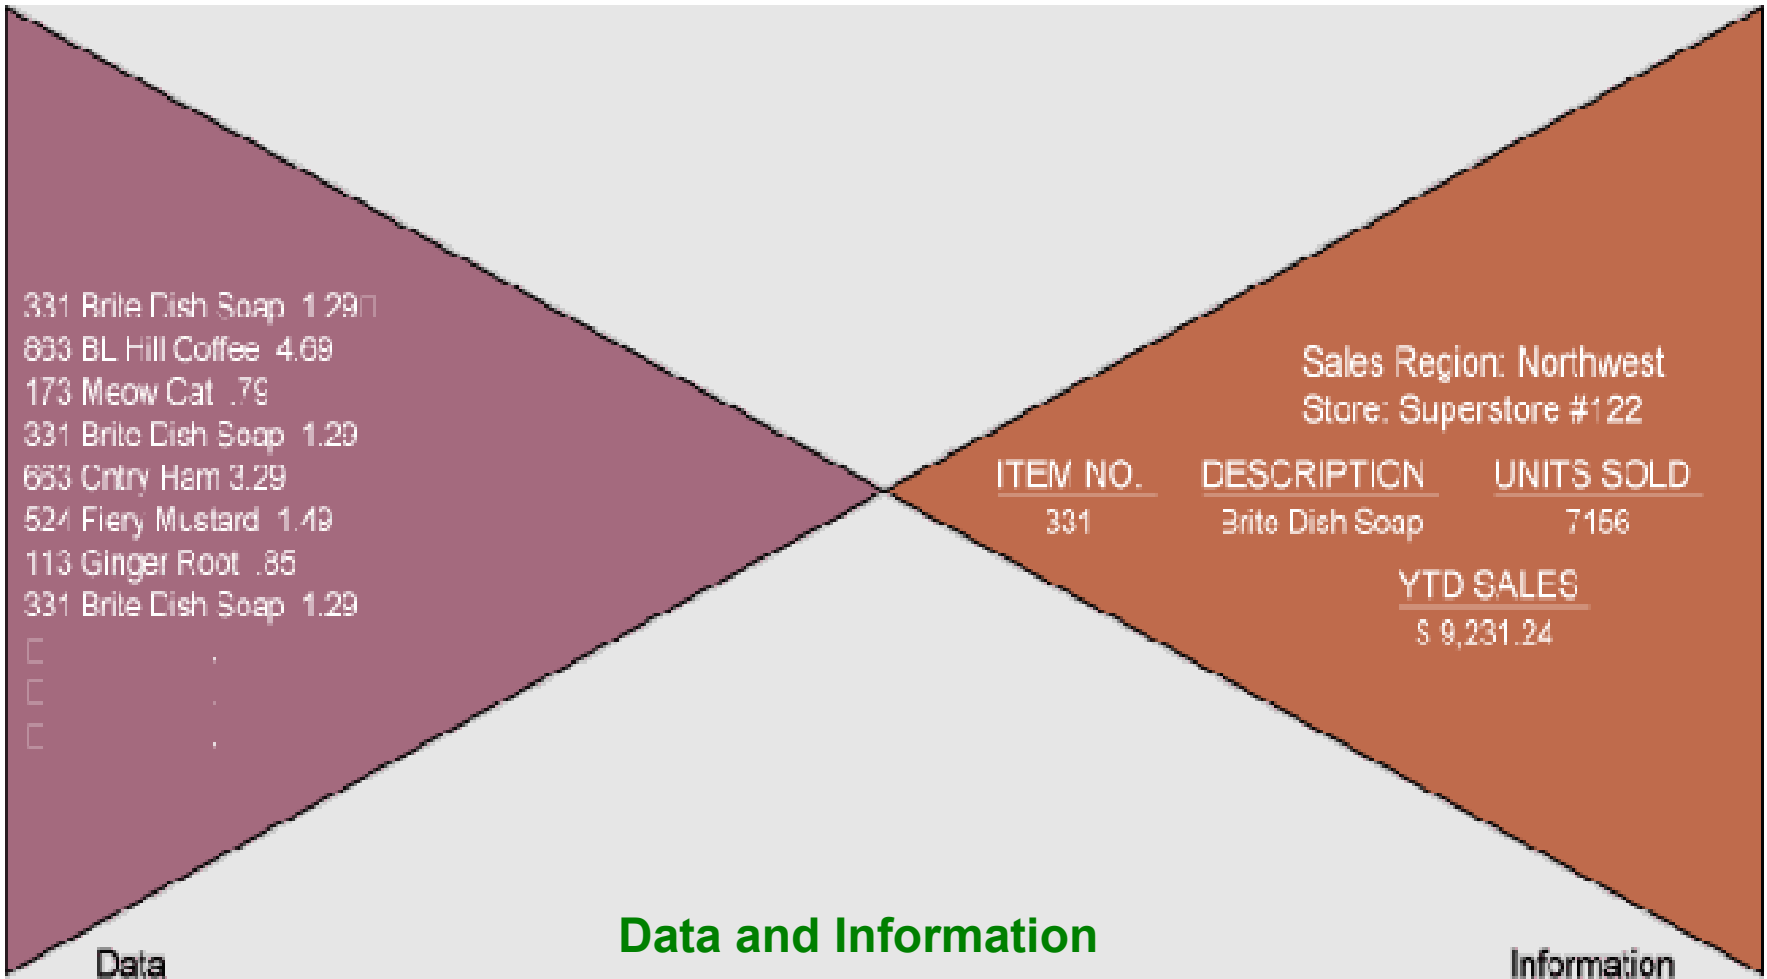 331 Brite Dish Soap 1.29
863 BL Hill Coffee 4.69
173 Meow Cat .79
331 Brite Dish Soap 1.29
663 Cntry Ham 3.29
524 Fiery Mustard 1.49
113 Ginger Root .85
331 Brite Dish Soap 1.29
Sales Region: Northwest
Store: Superstore #122
ITEM NO. DESCRIPTION UNITS SOLD
331 Brite Dish Soap 7156
YTD SALES
$ 9,231.24
Data and Information
Data
Information